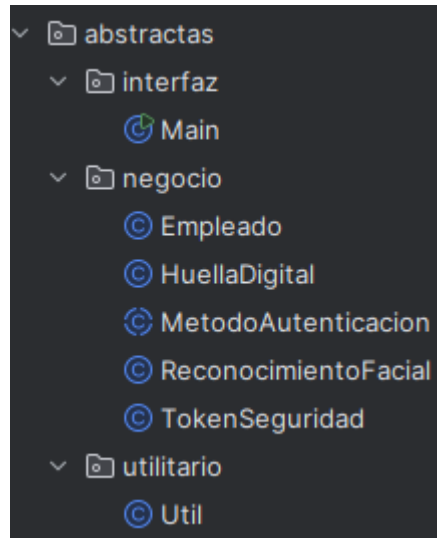 abstractas
interfaz
Main
negocio
Empleado
HuellaDigital
MetodoAutenticacion
ReconocimientoFacial
TokenSeguridad
utilitario
Util